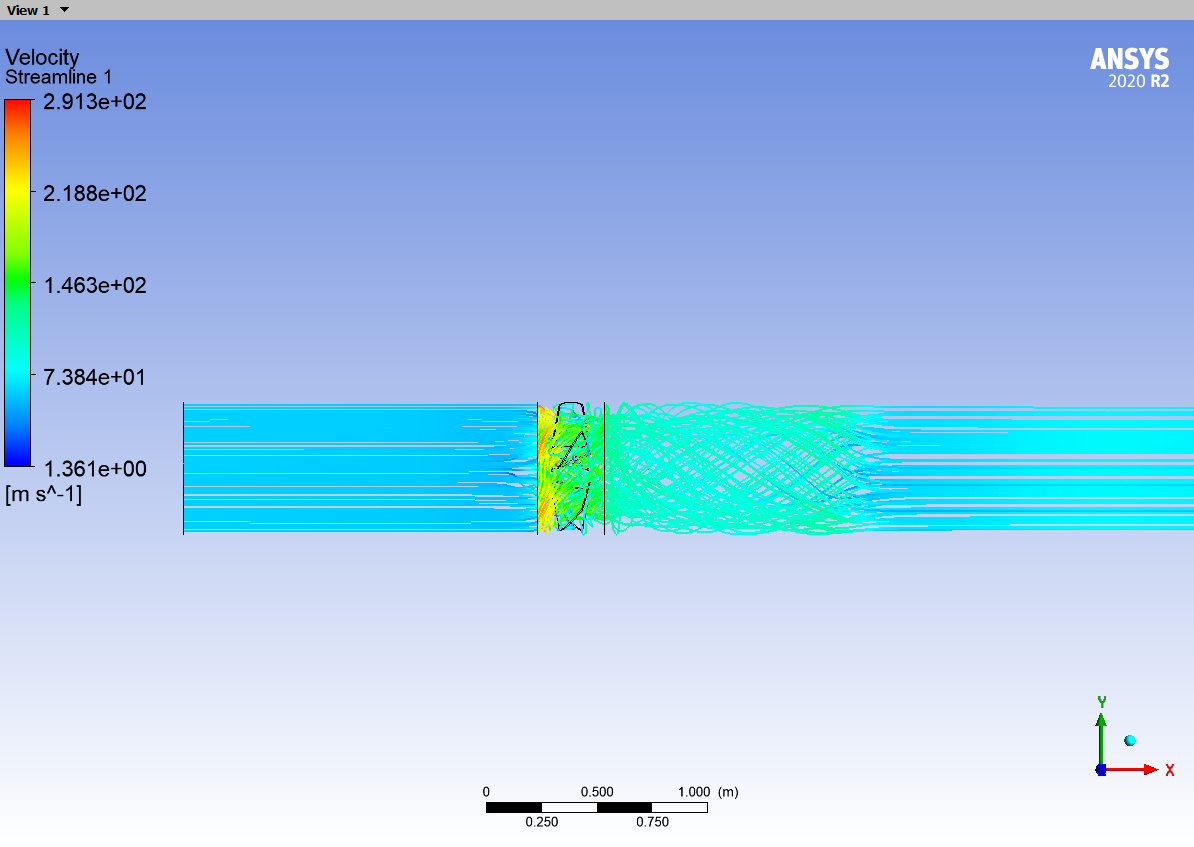 View 1
Velocity
Streamline 1
2.913e+02
2.188e+02
1.463e+02
7.384e+01
1.361e+00
[m s^-1]
ANSYS
2020 R2
Y
X
0 0.500 1.000 (m)
0.250 0.750